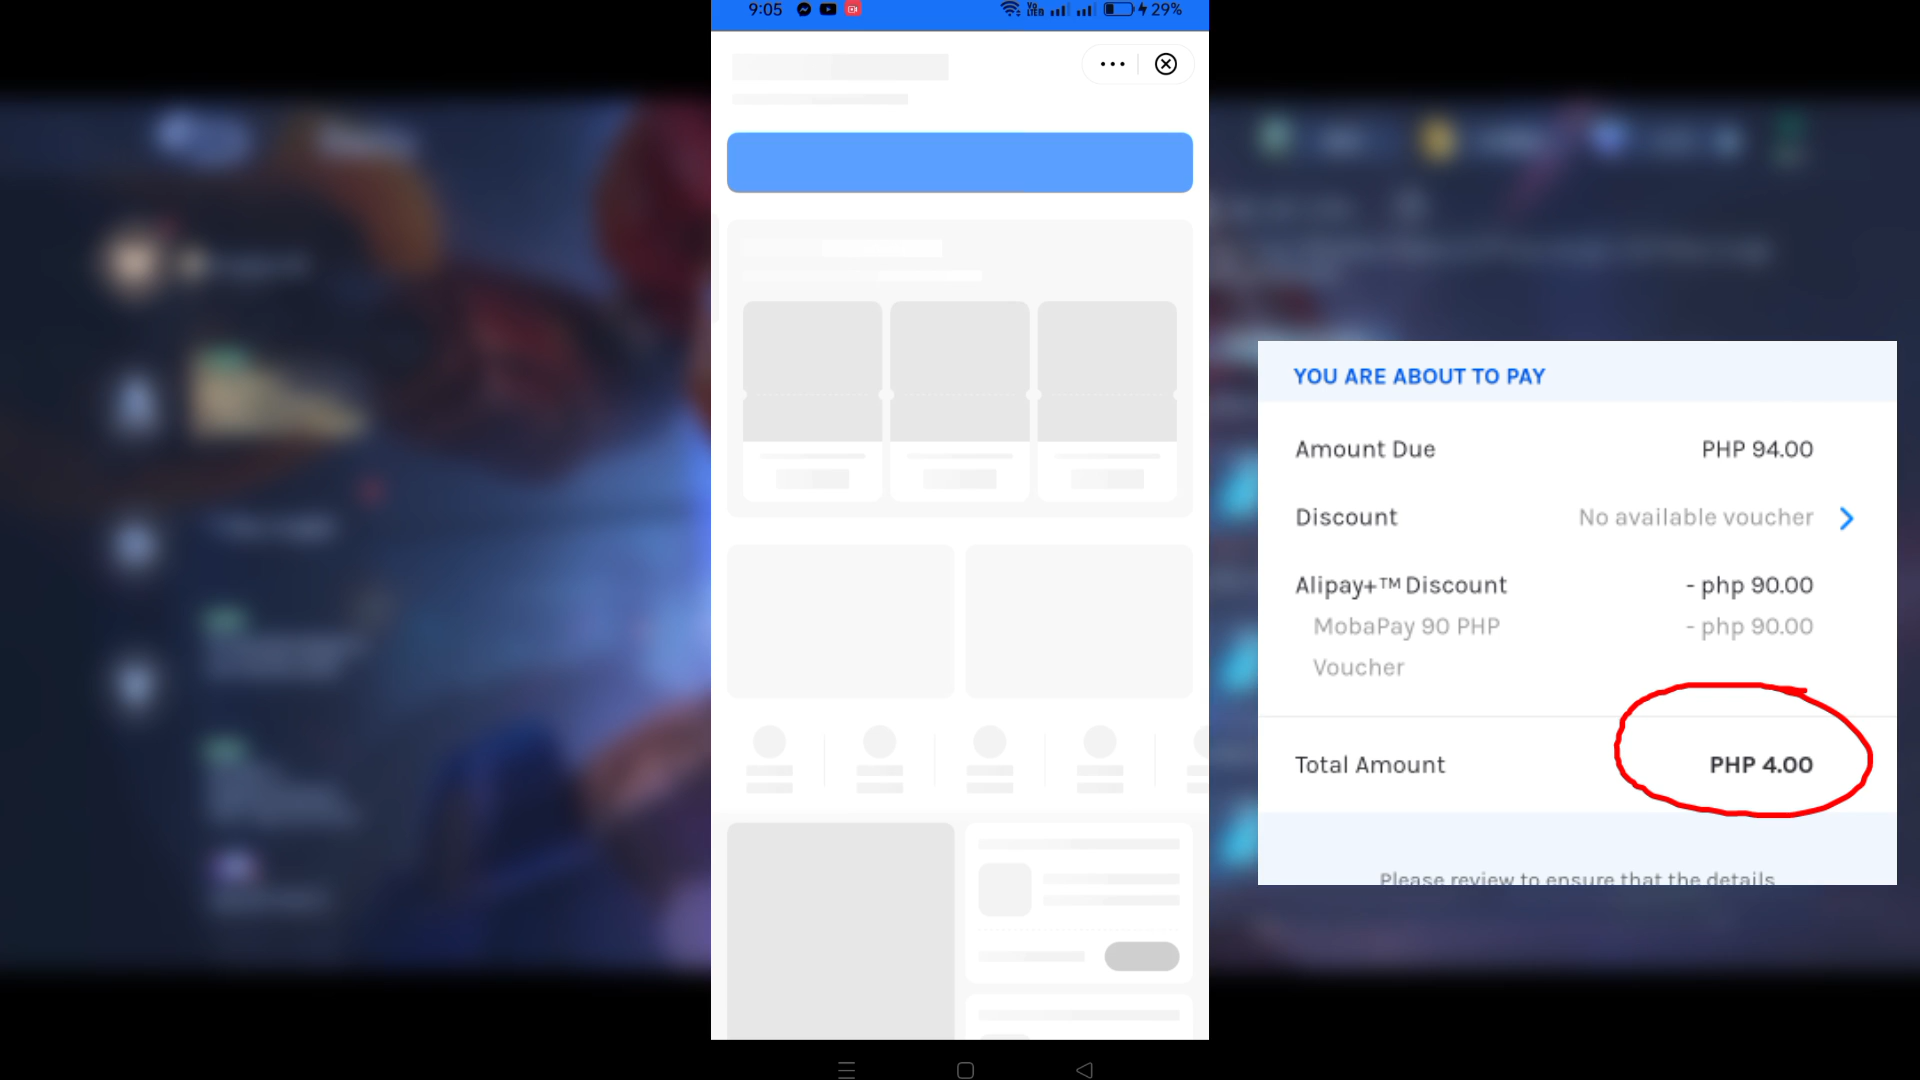 9:05
Vo
LTE
29%
YOU ARE ABOUT TO PAY
Amount Due PHP 94.00
Discount No available voucher
Alipay+™ Discount - php 90.00
MobaPay 90 PHP - php 90.00
Voucher
Total Amount PHP 4.00
Please review to ensure that the details